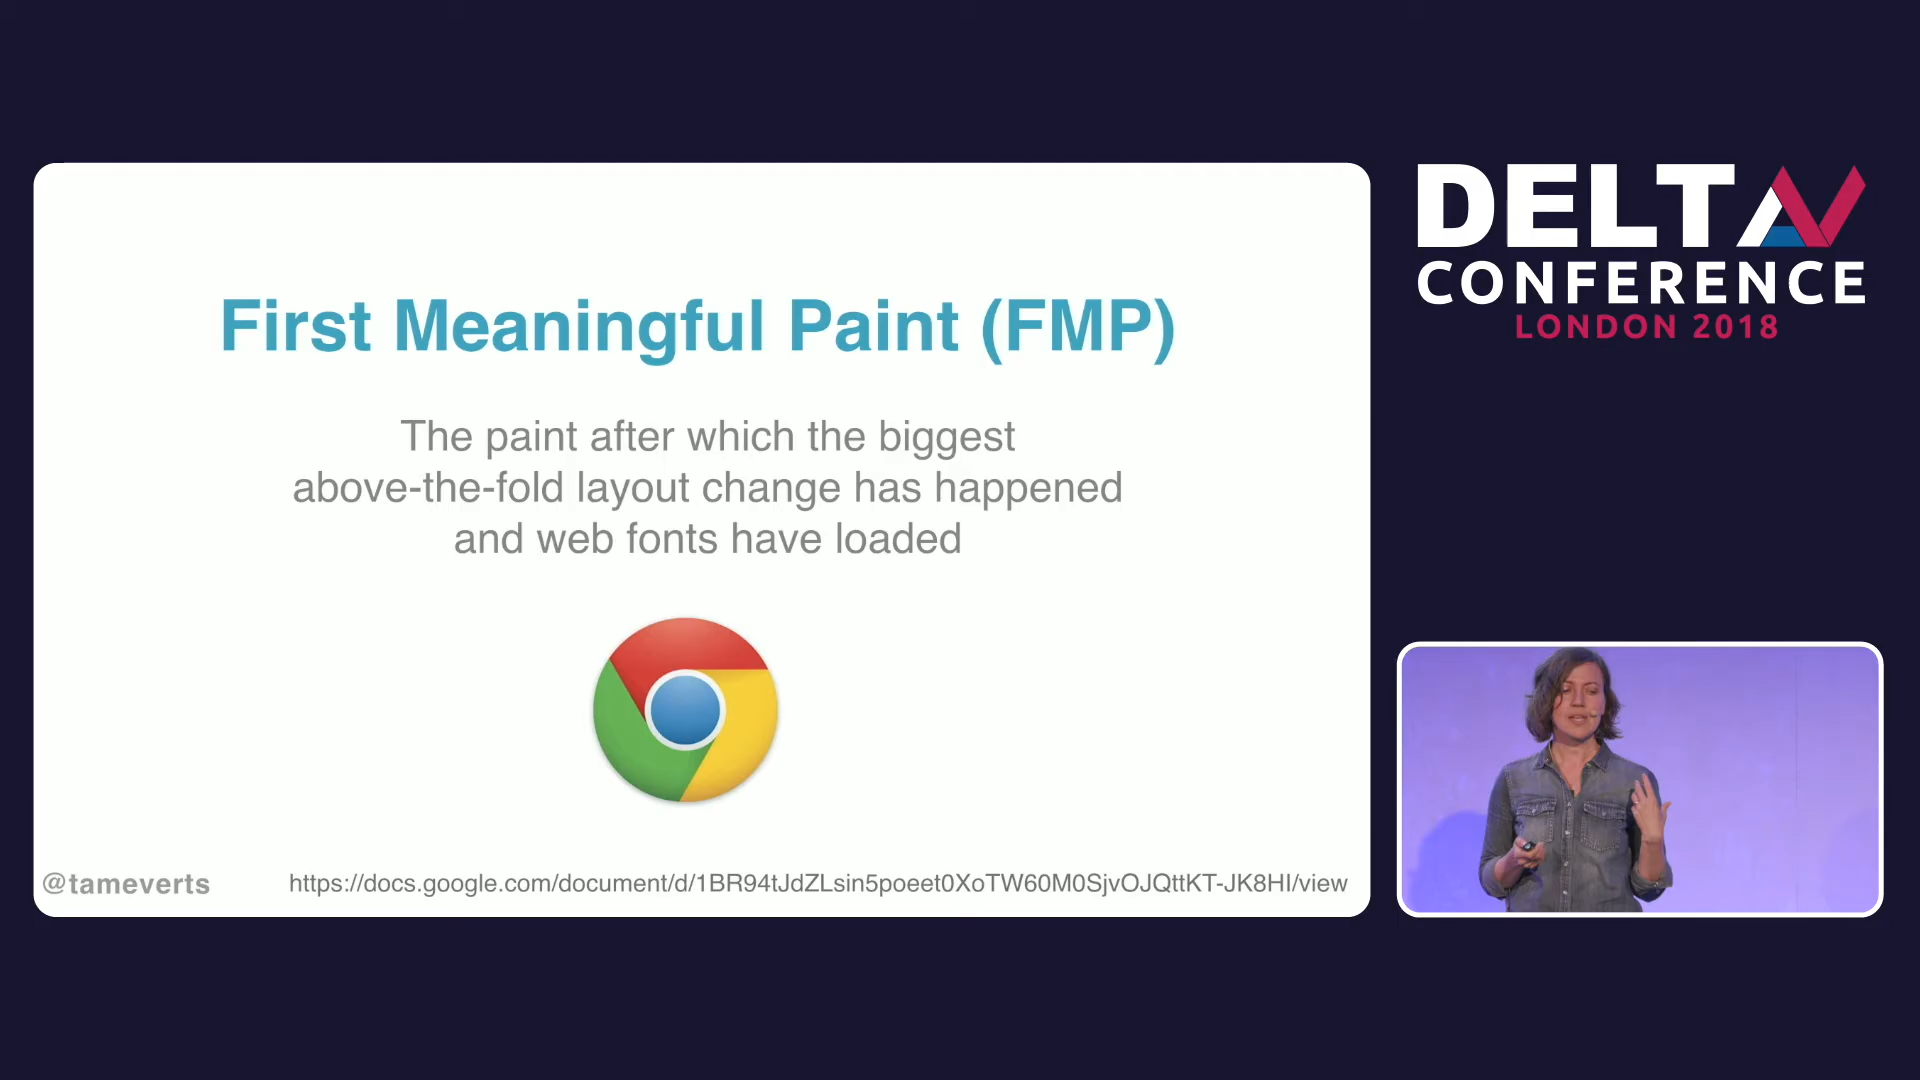 First Meaningful Paint (FMP)
The paint after which the biggest
above-the-fold layout change has happened
and web fonts have loaded
@tameverts
https://docs.google.com/document/d/1BR94tJdZLsin5poeet0XoTW60M0SjvOJQttKT-JK8HI/view
DELTA V
CONFERENCE
LONDON 2018